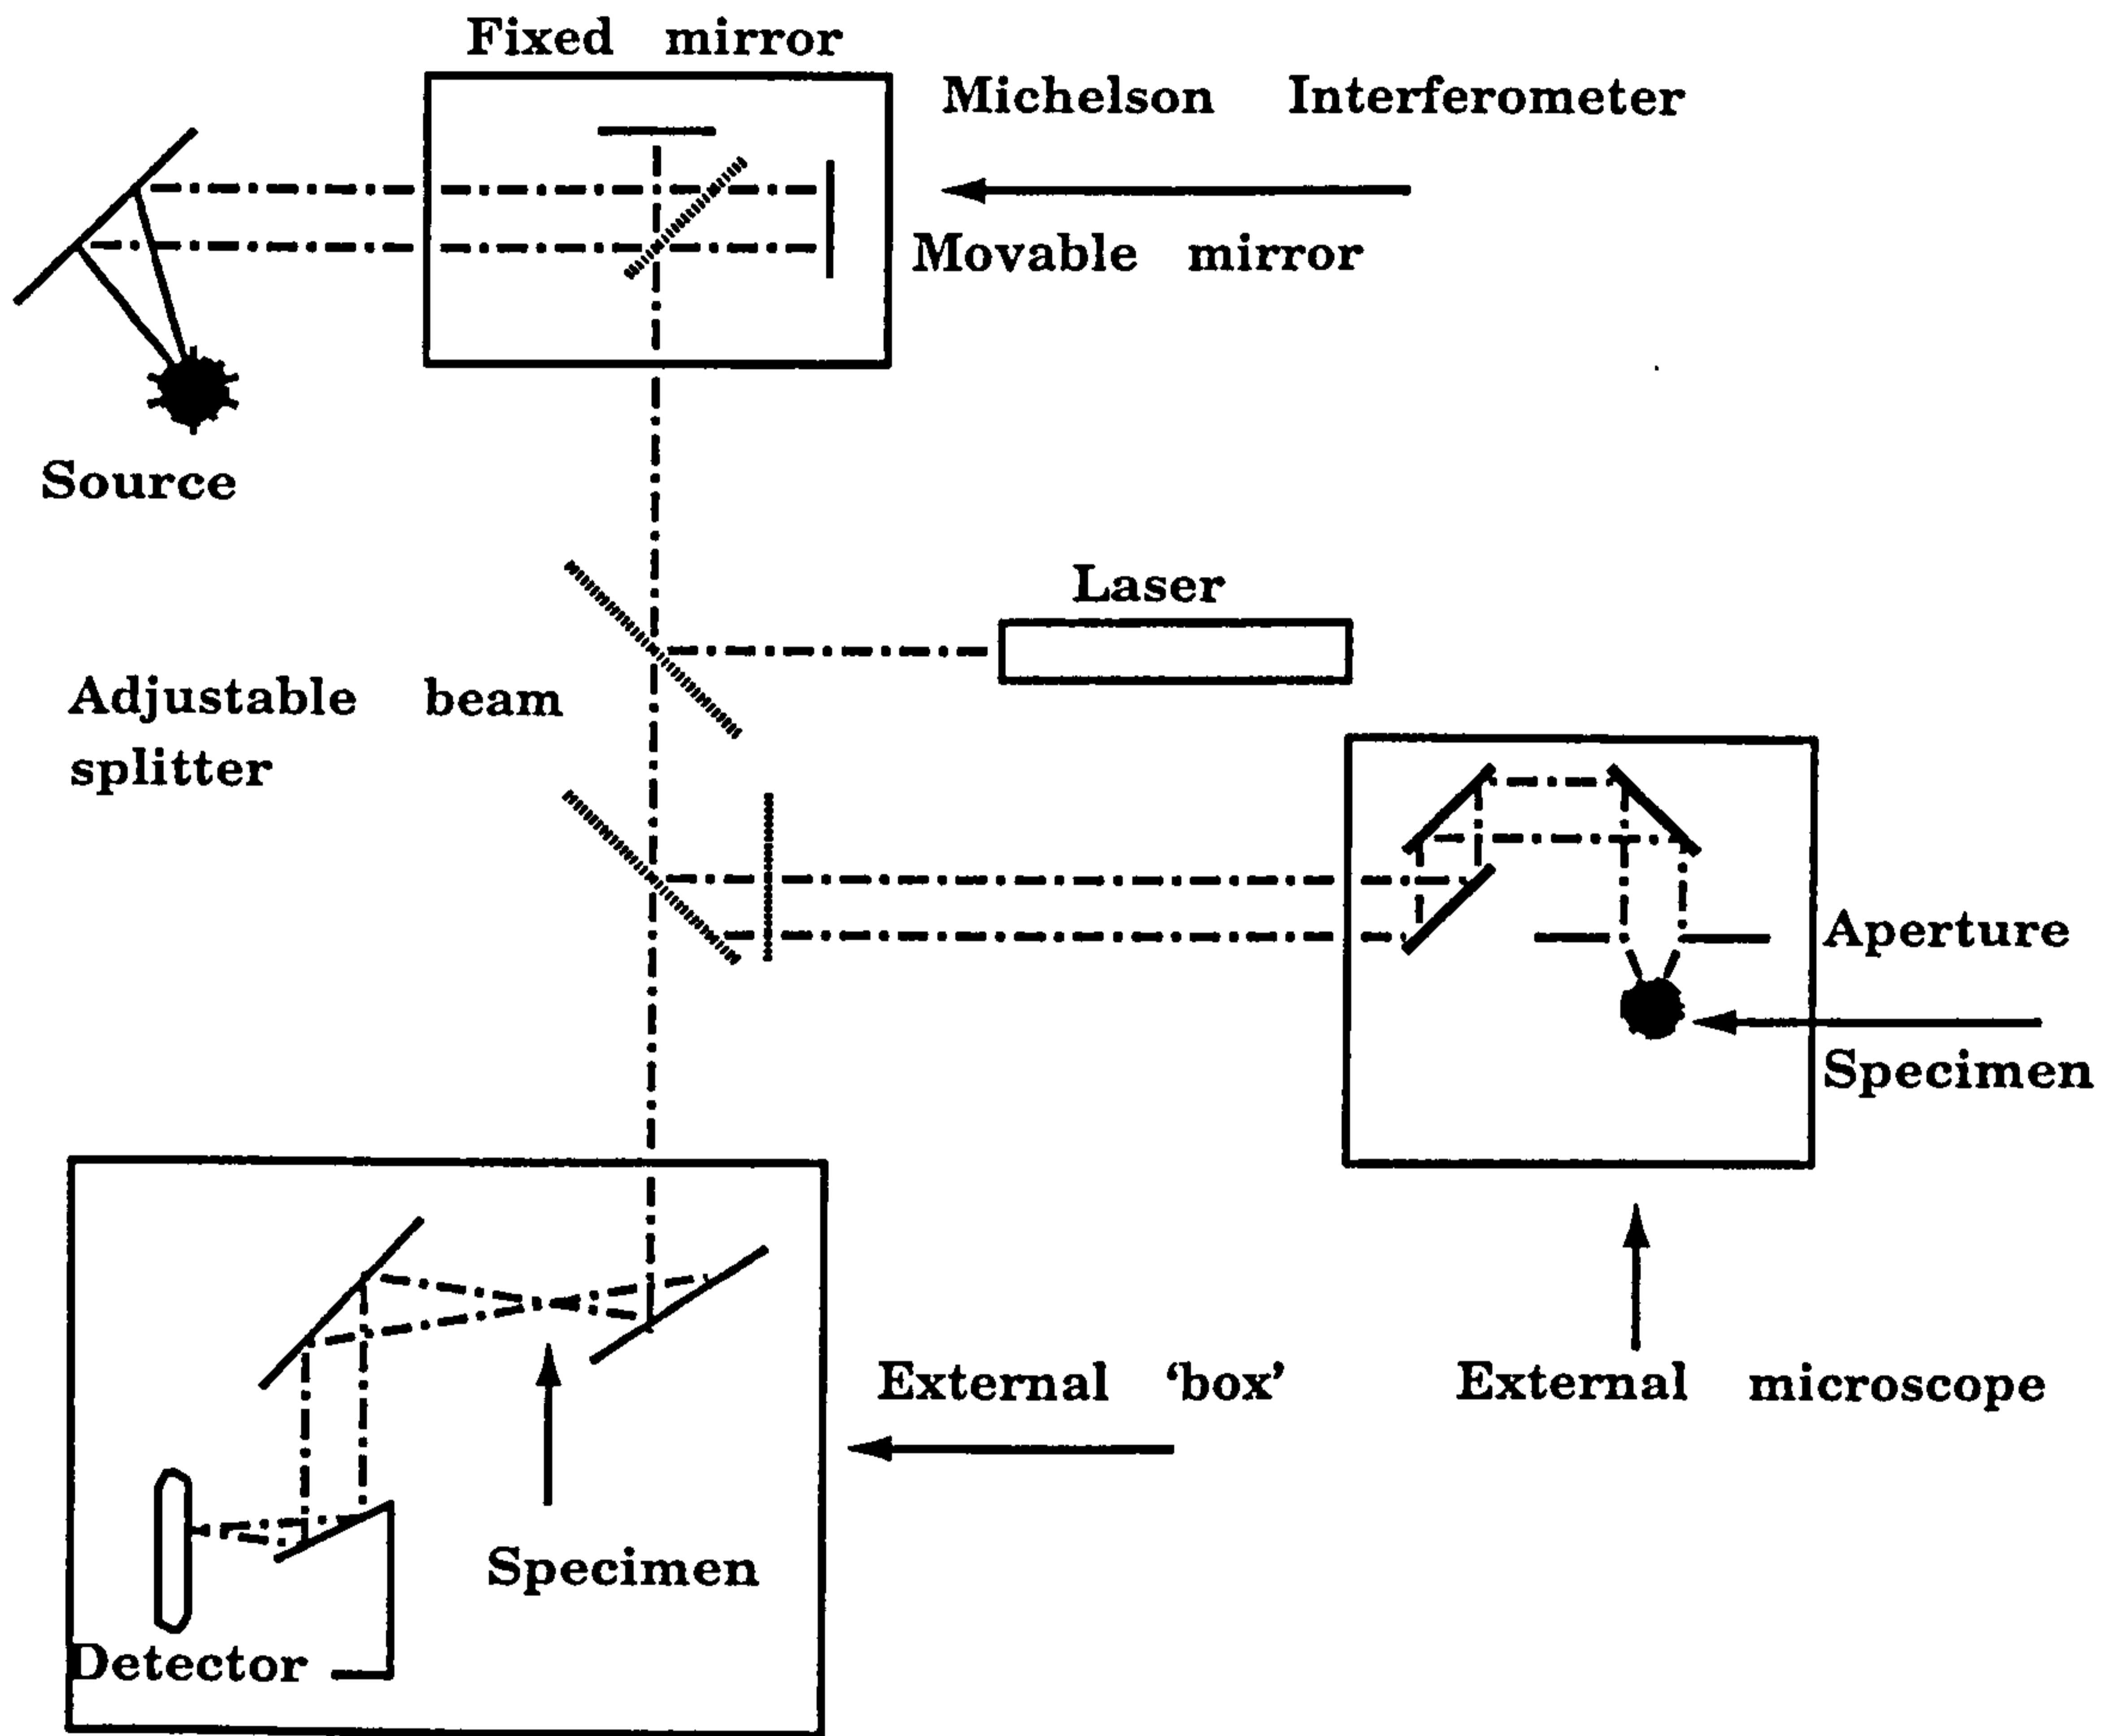 Fixed mirror
Michelson Interferometer
Movable mirror
Source
Laser
Adjustable beam
splitter
Aperture
Specimen
External 'box'
External microscope
Specimen
Detector